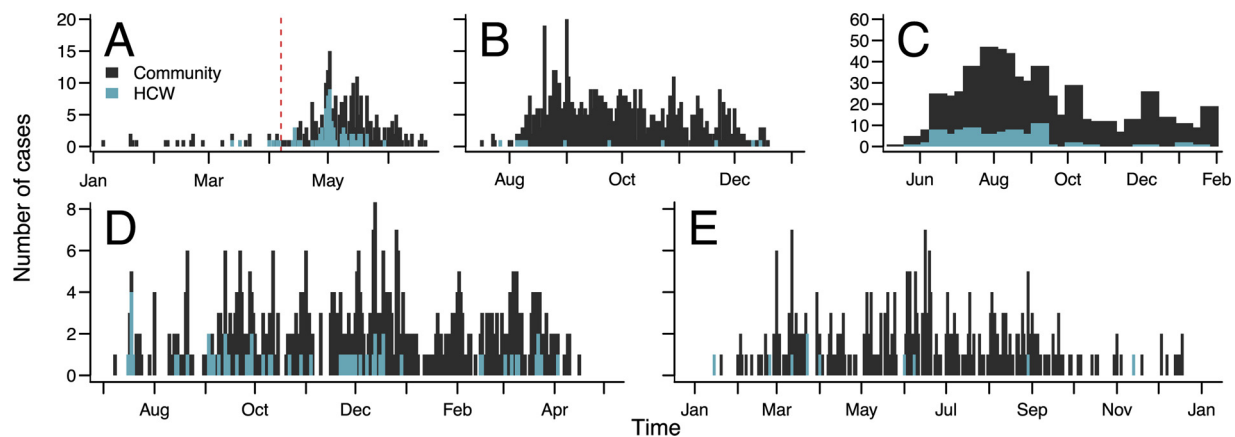 Number of cases
A
Community
HCW
20
15
10
5
0
Jan Mar May
B
Aug Oct Dec
C
60
50
40
30
20
10
0
Jun Aug Oct Dec Feb
D
8
6
4
2
0
Aug Oct Dec Feb Apr
E
Jan Mar May Jul Sep Nov Jan
Time